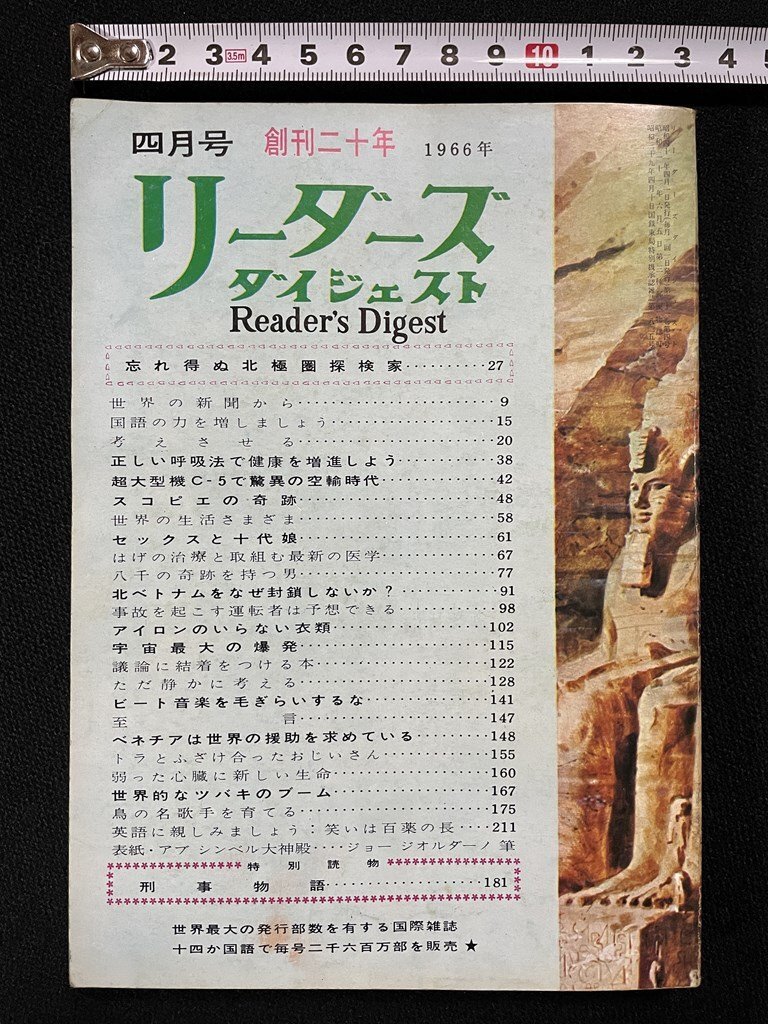 2 3 3.5m 4 5 6 7 8 9 10 1 2 3 4 5
四月号 創刊二十年 1966年
リーダーズ
ダイジェスト
Reader's Digest
忘れ得ぬ北極圏探検家‥‥‥‥27
世界の新聞から‥‥‥‥9
国語の力を増しましょう‥‥‥‥15
考えさせる‥‥‥‥20
正しい呼吸法で健康を増進しよう‥‥‥‥38
超大型機C-5で驚異の空輸時代‥‥‥‥42
スコピエの奇跡‥‥‥‥48
世界の生活さまざま‥‥‥‥58
セックスと十代娘‥‥‥‥61
はげの治療と取組む最新の医学‥‥‥‥67
八千の奇跡を持つ男‥‥‥‥77
北ベトナムをなぜ封鎖しないか?‥‥‥‥91
事故を起こす運転者は予想できる‥‥‥‥98
アイロンのいらない衣類‥‥‥‥102
宇宙最大の爆発‥‥‥‥115
議論に結着をつける本‥‥‥‥122
ただ静かに考える‥‥‥‥128
ビート音楽を毛ぎらいするな‥‥‥‥141
至言‥‥‥‥147
ベネチアは世界の援助を求めている‥‥‥‥148
トラとふざけ合ったおじいさん‥‥‥‥155
弱った心臓に新しい生命‥‥‥‥160
世界的なツバキのブーム‥‥‥‥167
鳥の名歌手を育てる‥‥‥‥175
英語に親しみましょう:笑いは百薬の長‥‥211
表紙・アブ シンベル大神殿‥‥ジョー ジオルダーノ 筆
特別読物
刑事物語‥‥‥‥181
世界最大の発行部数を有する国際雑誌
十四か国語で毎号二千六百万部を販売 ★